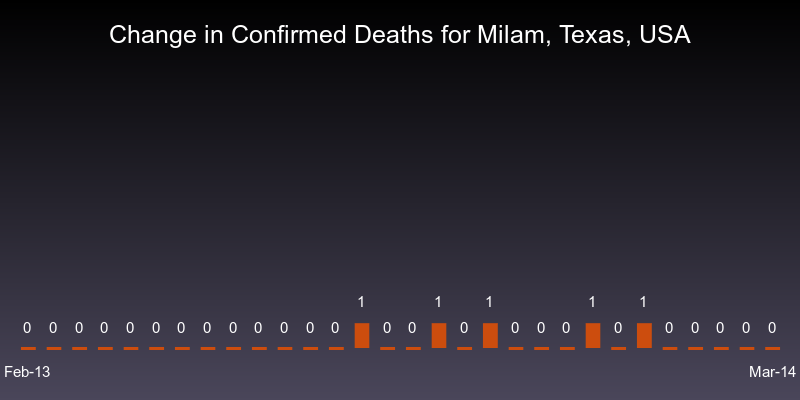 Change in Confirmed Deaths for Milam, Texas, USA
1 1 1 1 1
0 0 0 0 0 0 0 0 0 0 0 0 0 0 0 0 0 0 0 0 0 0 0 0 0
Feb-13 Mar-14